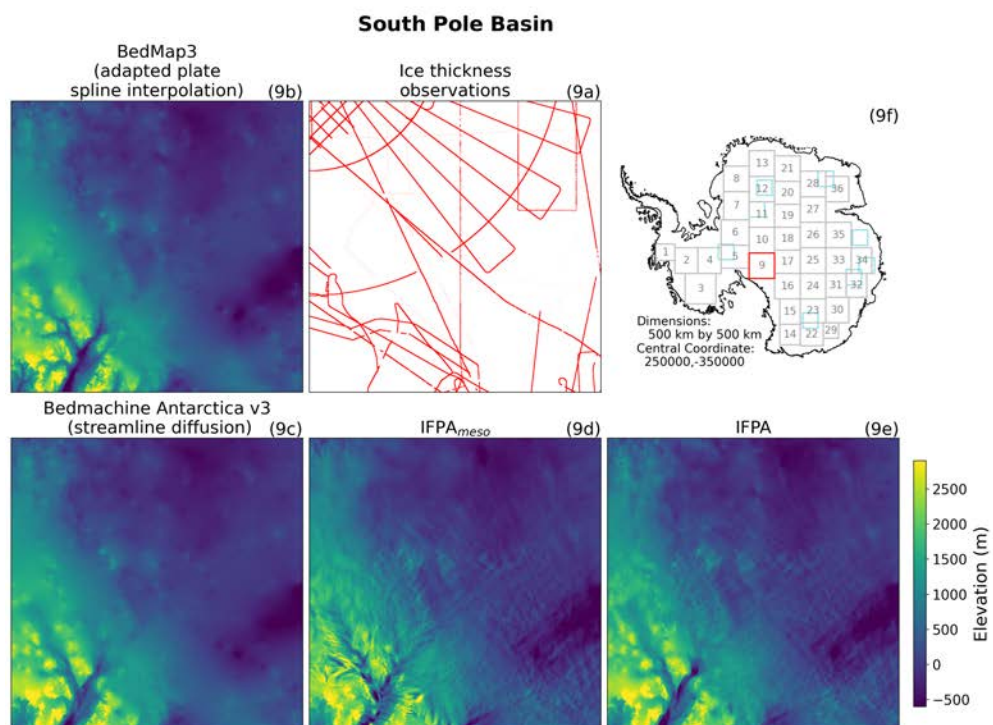 South Pole Basin
BedMap3
(adapted plate
spline interpolation)
(9b)
Ice thickness
observations
(9a)
(9f)
13
21
8
12
28
36
20
7
11
19
27
6
10
18
26
35
1
2
4
5
9
17
25
33
34
3
16
24
31
32
15
23
30
14
22
29
Dimensions:
500 km by 500 km
Central Coordinate:
250000,-350000
Bedmachine Antarctica v3
(streamline diffusion)
(9c)
IFPAmeso
(9d)
IFPA
(9e)
2500
2000
1500
1000
500
0
−500
Elevation (m)